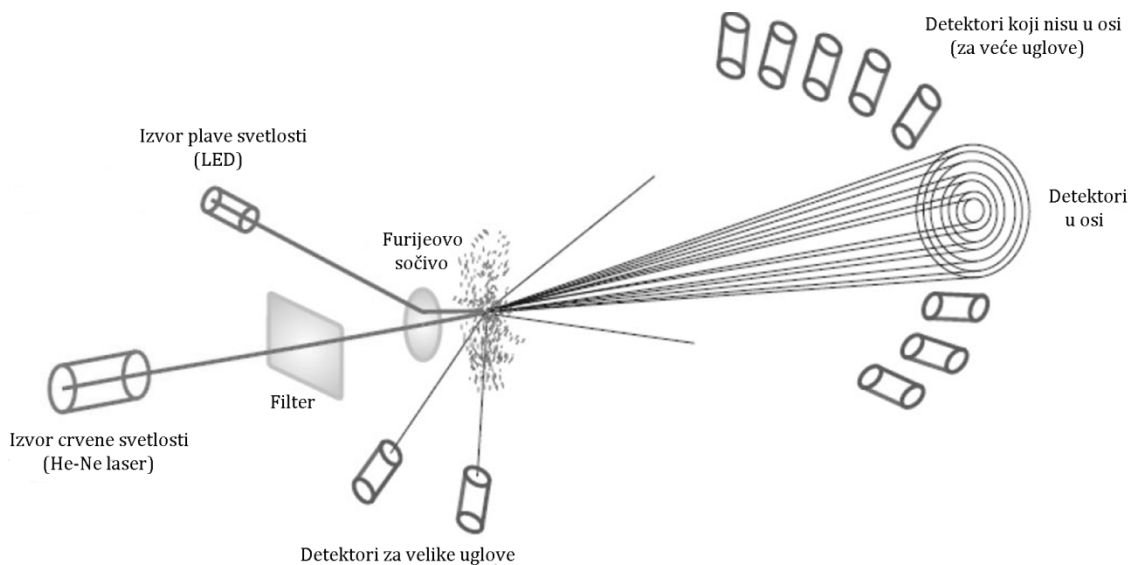 Detektori koji nisu u osi
(za veće uglove)
Izvor plave svetlosti
(LED)
Furijeovo
sočivo
Detektori
u osi
Filter
Izvor crvene svetlosti
(He-Ne laser)
Detektori za velike uglove